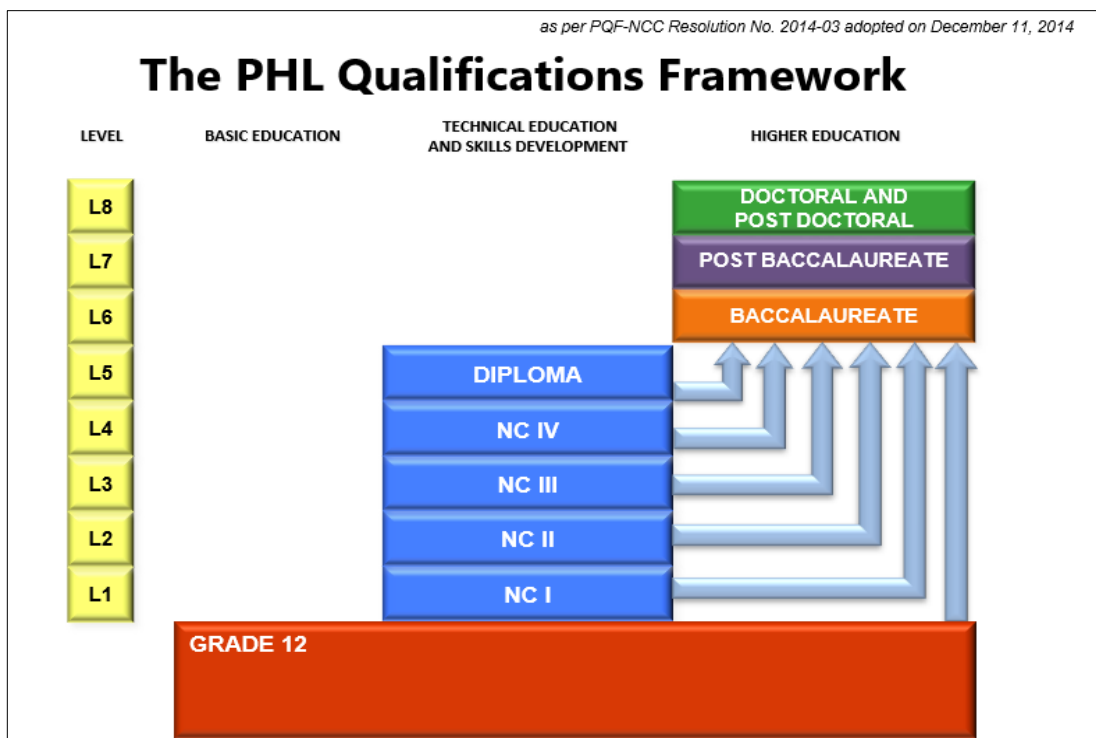 as per PQF-NCC Resolution No. 2014-03 adopted on December 11, 2014
The PHL Qualifications Framework
LEVEL
BASIC EDUCATION
TECHNICAL EDUCATION
AND SKILLS DEVELOPMENT
HIGHER EDUCATION
L8
DOCTORAL AND
POST DOCTORAL
L7
POST BACCALAUREATE
L6
BACCALAUREATE
L5
DIPLOMA
L4
NC IV
L3
NC III
L2
NC II
L1
NC I
GRADE 12